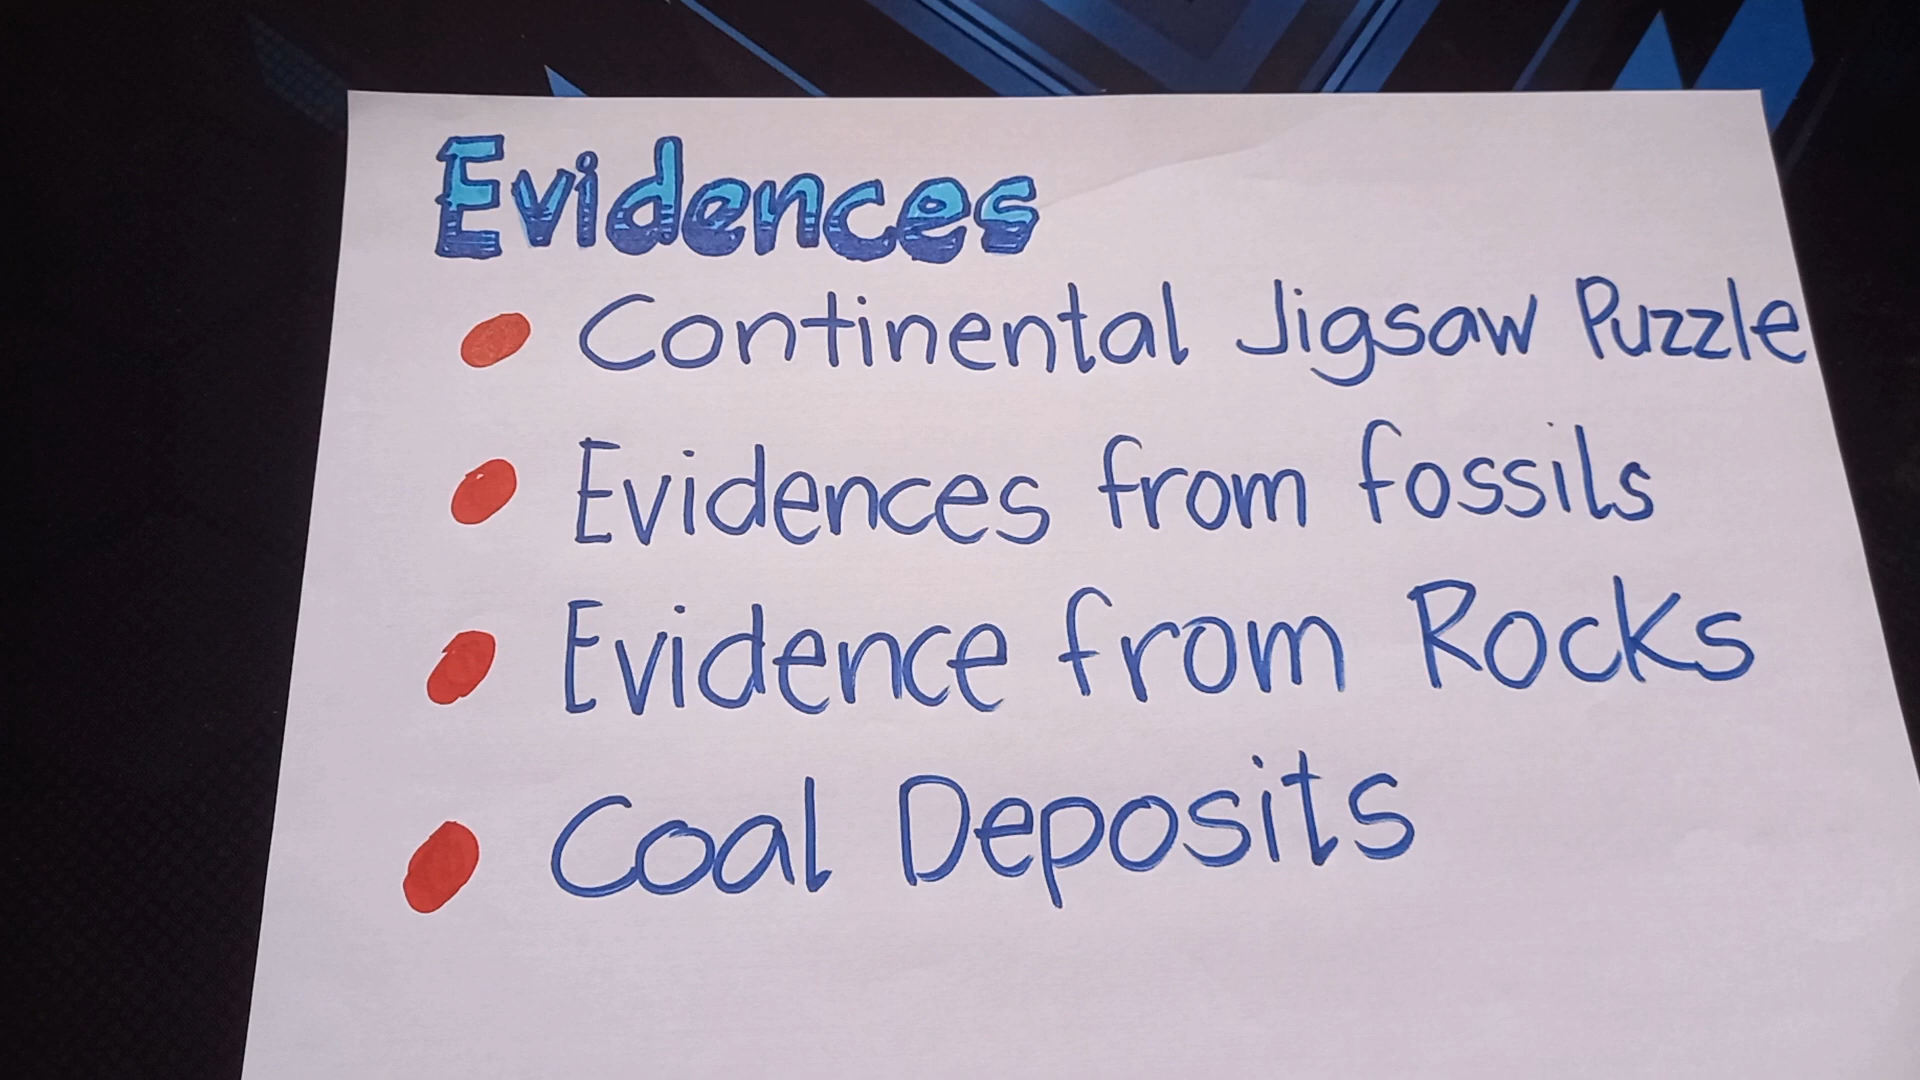 Evidences
Continental Jigsaw Puzzle
Evidences from fossils
Evidence from Rocks
Coal Deposits